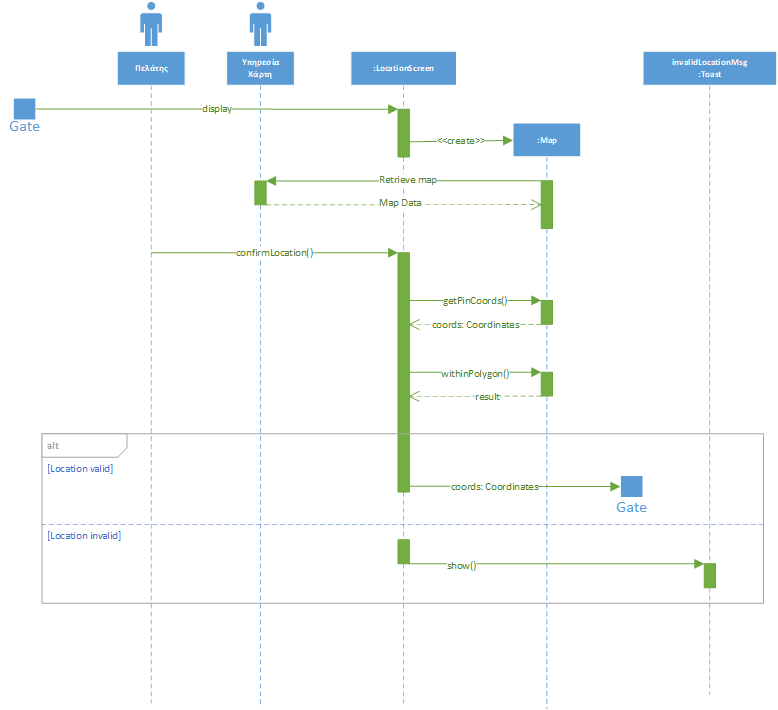 Πελάτης
Υπηρεσία
Χάρτη
:LocationScreen
invalidLocationMsg
:Toast
Gate
display
<<create>>
:Map
Retrieve map
Map Data
confirmLocation()
getPinCoords()
coords: Coordinates
withinPolygon()
result
alt
[Location valid]
coords: Coordinates
Gate
[Location invalid]
show()